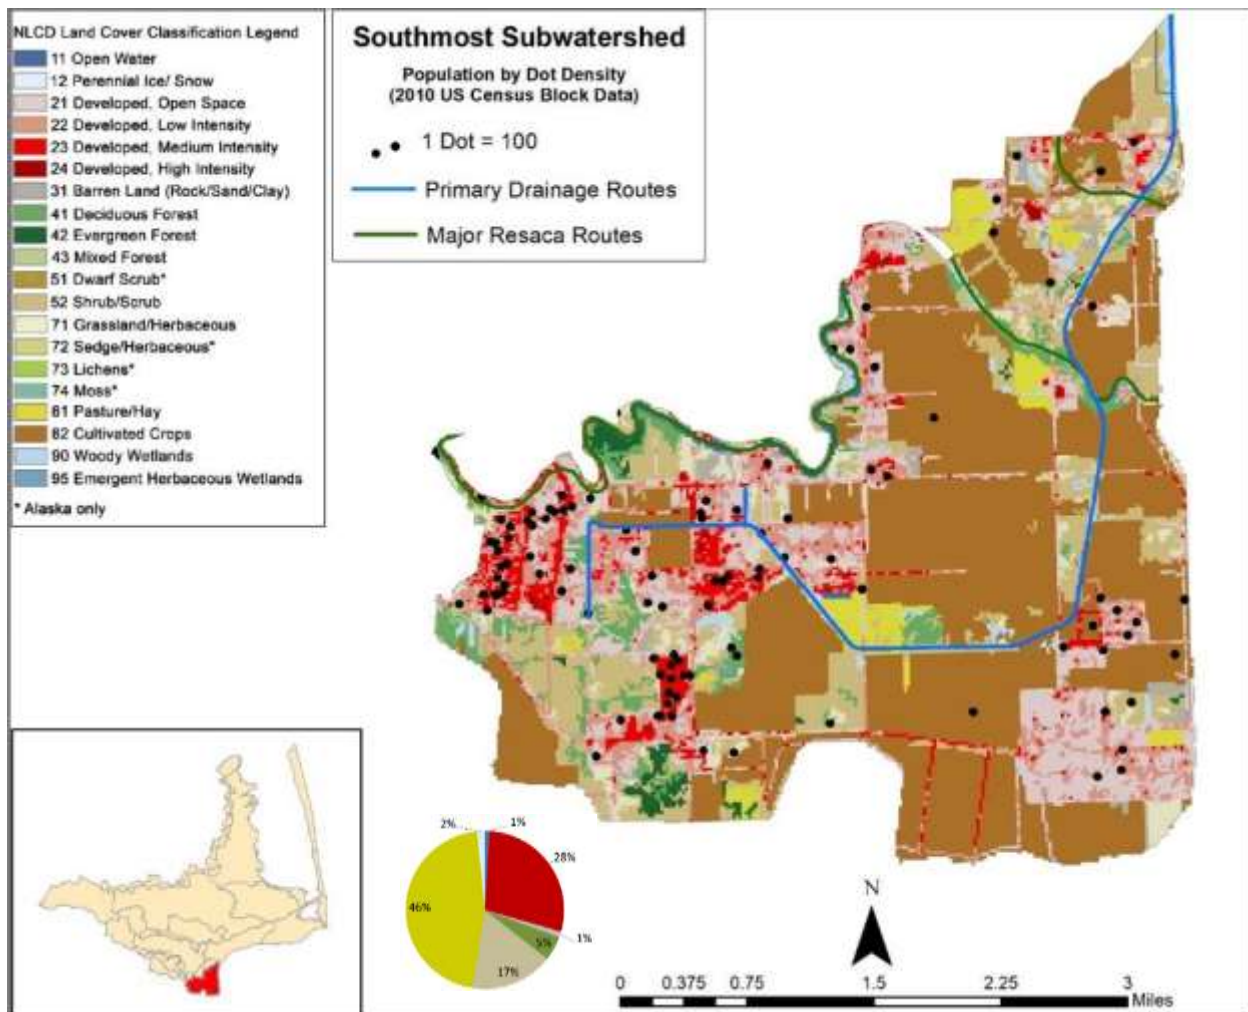 NLCD Land Cover Classification Legend
11 Open Water
12 Perennial Ice/ Snow
21 Developed, Open Space
22 Developed, Low Intensity
23 Developed, Medium Intensity
24 Developed, High Intensity
31 Barren Land (Rock/Sand/Clay)
41 Deciduous Forest
42 Evergreen Forest
43 Mixed Forest
51 Dwarf Scrub*
52 Shrub/Scrub
71 Grassland/Herbaceous
72 Sedge/Herbaceous*
73 Lichens*
74 Moss*
81 Pasture/Hay
82 Cultivated Crops
90 Woody Wetlands
95 Emergent Herbaceous Wetlands
* Alaska only
Southmost Subwatershed
Population by Dot Density
(2010 US Census Block Data)
1 Dot = 100
Primary Drainage Routes
Major Resaca Routes
2%
1%
28%
46%
5%
1%
17%
N
0 0.375 0.75 1.5 2.25 3
Miles